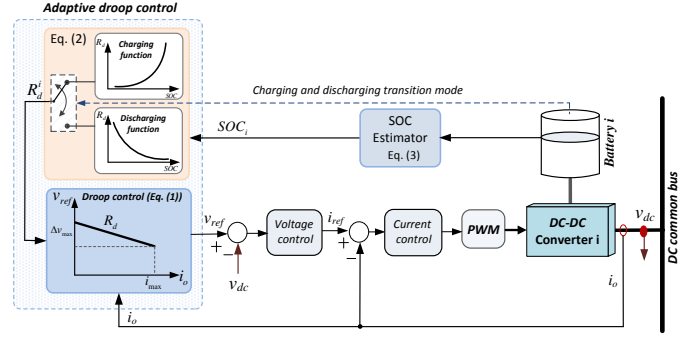 Adaptive droop control
Eq. (2)
R_d
Charging
function
SOC
R_d^i
R_d
Discharging
function
SOC
Charging and discharging transition mode
SOC_i
SOC
Estimator
Eq. (3)
Battery i
DC common bus
Droop control (Eq. (1))
v_ref
R_d
Δv_max
i_max
i_o
v_ref
+
−
v_dc
Voltage
control
i_ref
+
−
Current
control
PWM
DC-DC
Converter i
v_dc
i_o
i_o